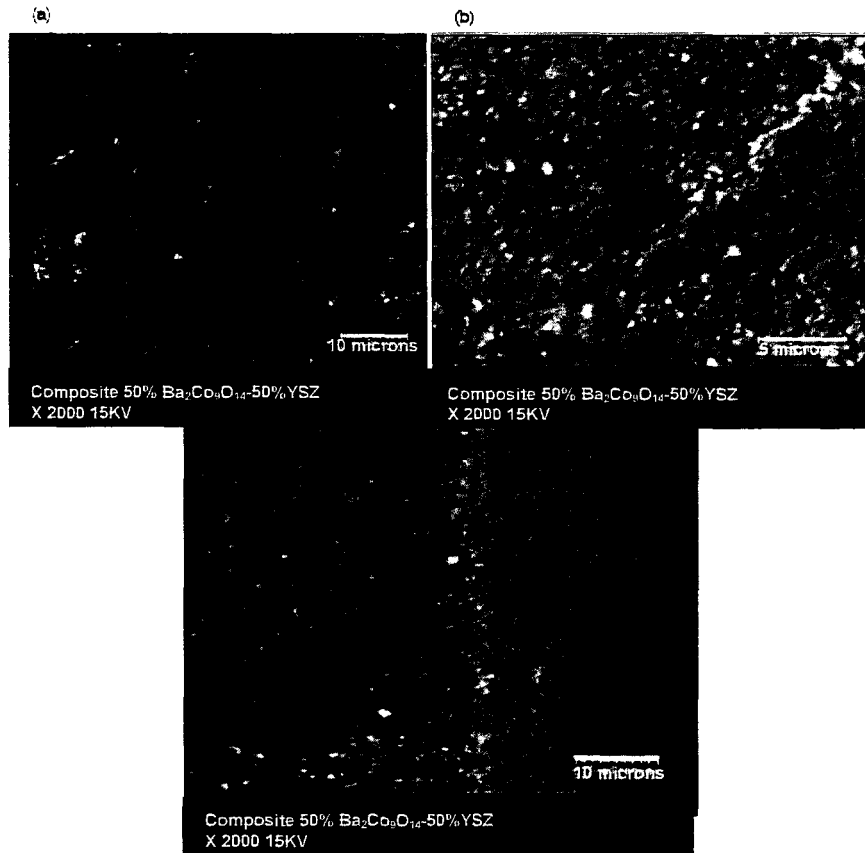 (a)
(b)
10 microns
5 microns
Composite 50% Ba₂Co₉O₁₄-50%YSZ
X 2000 15KV
Composite 50% Ba₂Co₉O₁₄-50%YSZ
X 2000 15KV
10 microns
Composite 50% Ba₂Co₉O₁₄-50%YSZ
X 2000 15KV